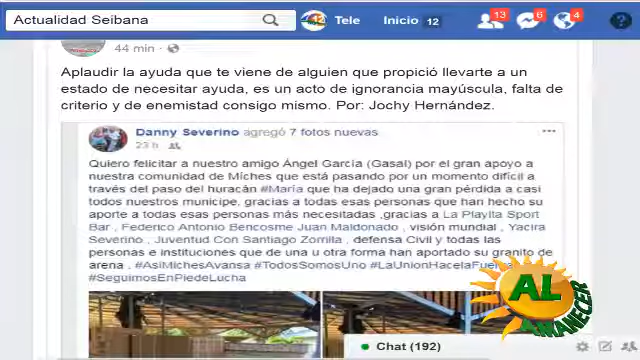 Actualidad Seibana
Tele Inicio 12 13 6 4
44 min
Aplaudir la ayuda que te viene de alguien que propició llevarte a un
estado de necesitar ayuda, es un acto de ignorancia mayúscula, falta de
criterio y de enemistad consigo mismo. Por: Jochy Hernández.
Danny Severino agregó 7 fotos nuevas
23 h
Quiero felicitar a nuestro amigo Ángel García (Gasal) por el gran apoyo a
nuestra comunidad de Miches que está pasando por un momento difícil a
través del paso del huracán #María que ha dejado una gran pérdida a casi
todos nuestros munícipe, gracias a todas esas personas que han hecho su
aporte a todas esas personas más necesitadas ,gracias a La Playita Sport
Bar , Federico Antonio Bencosme Juan Maldonado , visión mundial , Yacira
Severino , Juventud Con Santiago Zorrilla , defensa Civil y todas las
personas e instituciones que de una u otra forma han aportado su granito de
arena , #AsiMichesAvansa #TodosSomosUno #LaUnionHacelaFuerza
#SeguimosEnPiedeLucha
AL
AMANECER
Chat (192)